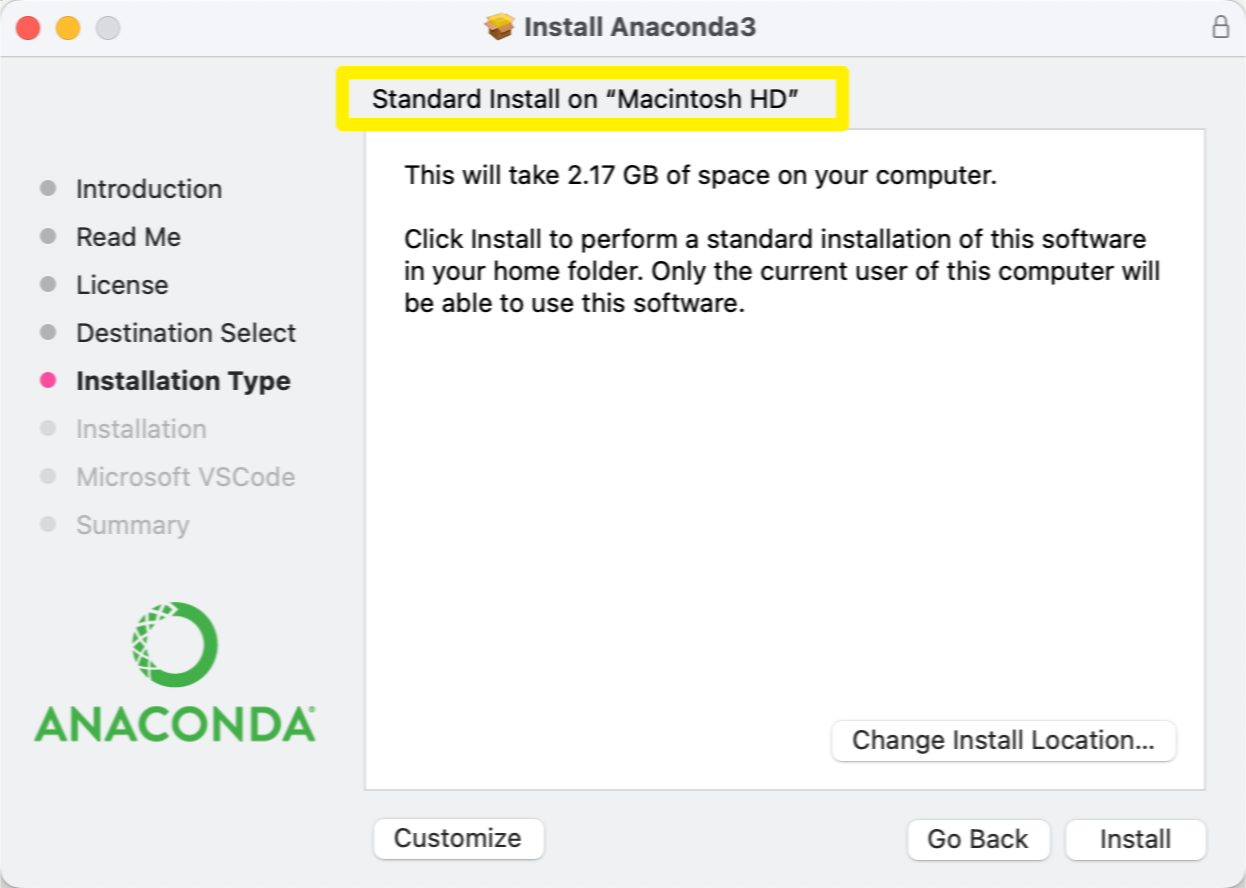 Install Anaconda3
Standard Install on “Macintosh HD”
Introduction
Read Me
License
Destination Select
Installation Type
Installation
Microsoft VSCode
Summary
ANACONDA®
This will take 2.17 GB of space on your computer.
Click Install to perform a standard installation of this software
in your home folder. Only the current user of this computer will
be able to use this software.
Change Install Location...
Customize
Go Back
Install